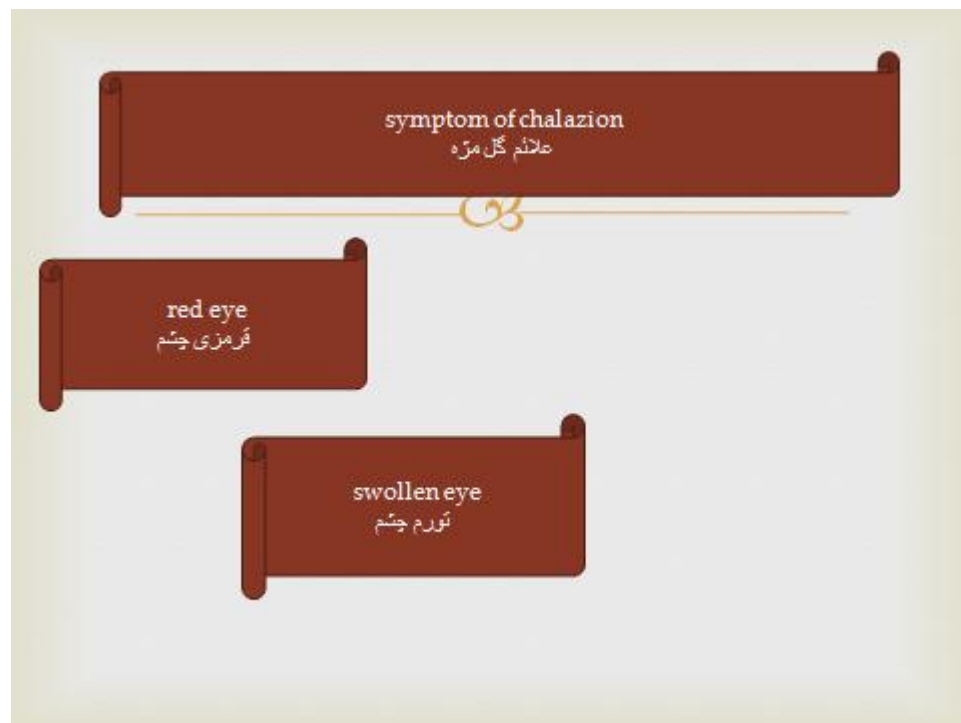 symptom of chalazion
علائم گل مژه
red eye
قرمزی چشم
swollen eye
تورم چشم